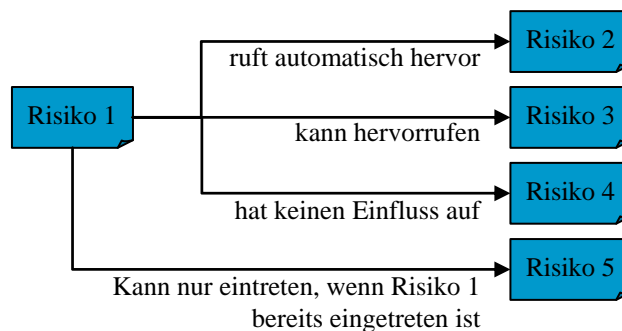 Risiko 2
ruft automatisch hervor
Risiko 1
Risiko 3
kann hervorrufen
Risiko 4
hat keinen Einfluss auf
Risiko 5
Kann nur eintreten, wenn Risiko 1
bereits eingetreten ist